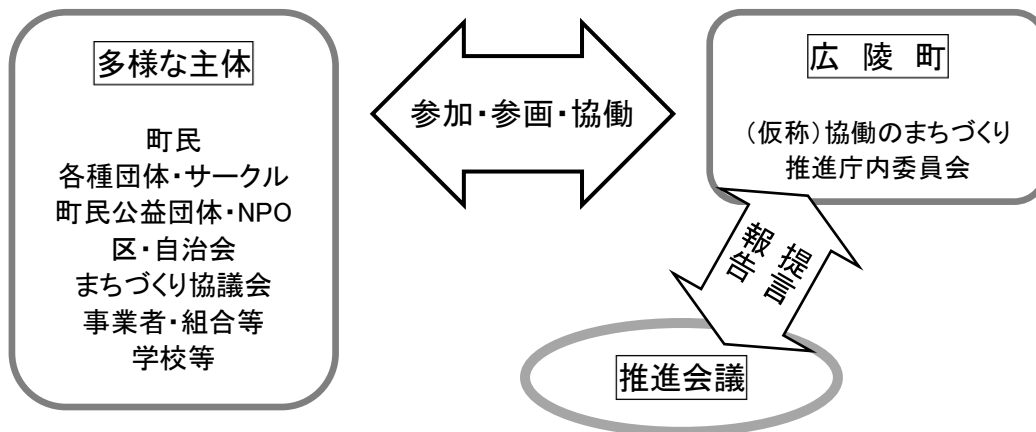 多様な主体
町民
各種団体・サークル
町民公益団体・NPO
区・自治会
まちづくり協議会
事業者・組合等
学校等
参加・参画・協働
広 陵 町
(仮称)協働のまちづくり
推進庁内委員会
提言
報告
推進会議